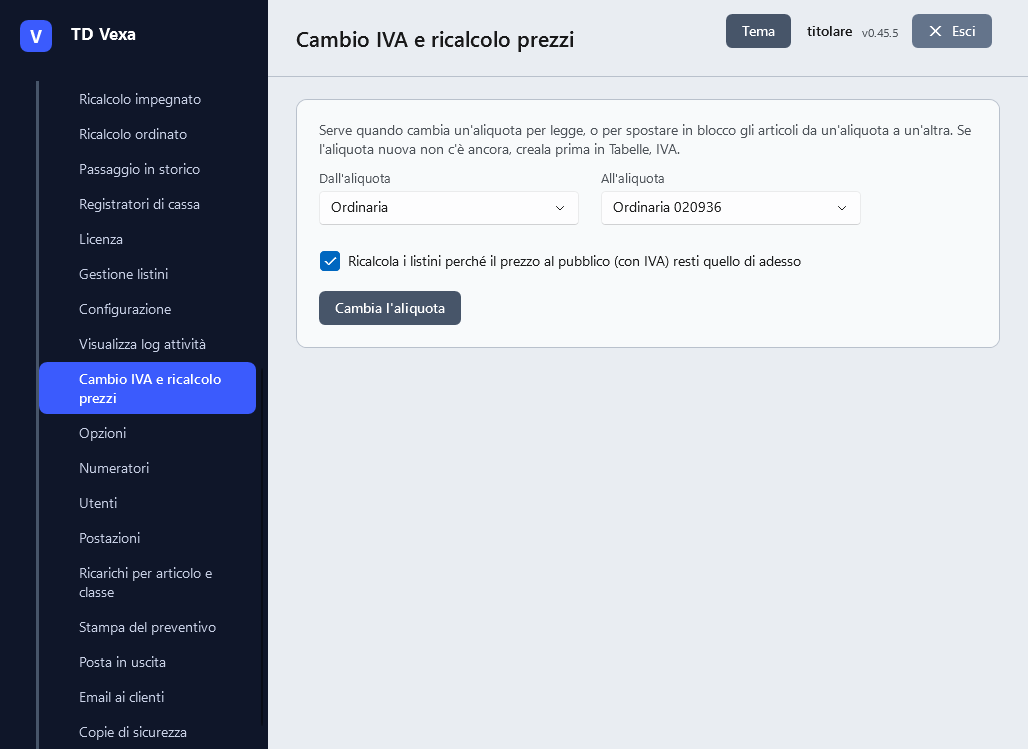 V
TD Vexa
Ricalcolo impegnato
Ricalcolo ordinato
Passaggio in storico
Registratori di cassa
Licenza
Gestione listini
Configurazione
Visualizza log attività
Cambio IVA e ricalcolo
prezzi
Opzioni
Numeratori
Utenti
Postazioni
Ricarichi per articolo e
classe
Stampa del preventivo
Posta in uscita
Email ai clienti
Copie di sicurezza
Cambio IVA e ricalcolo prezzi
Tema
titolare
v0.45.5
Esci
Serve quando cambia un'aliquota per legge, o per spostare in blocco gli articoli da un'aliquota a un'altra. Se
l'aliquota nuova non c'è ancora, creala prima in Tabelle, IVA.
Dall'aliquota
All'aliquota
Ordinaria
Ordinaria 020936
Ricalcola i listini perché il prezzo al pubblico (con IVA) resti quello di adesso
Cambia l'aliquota